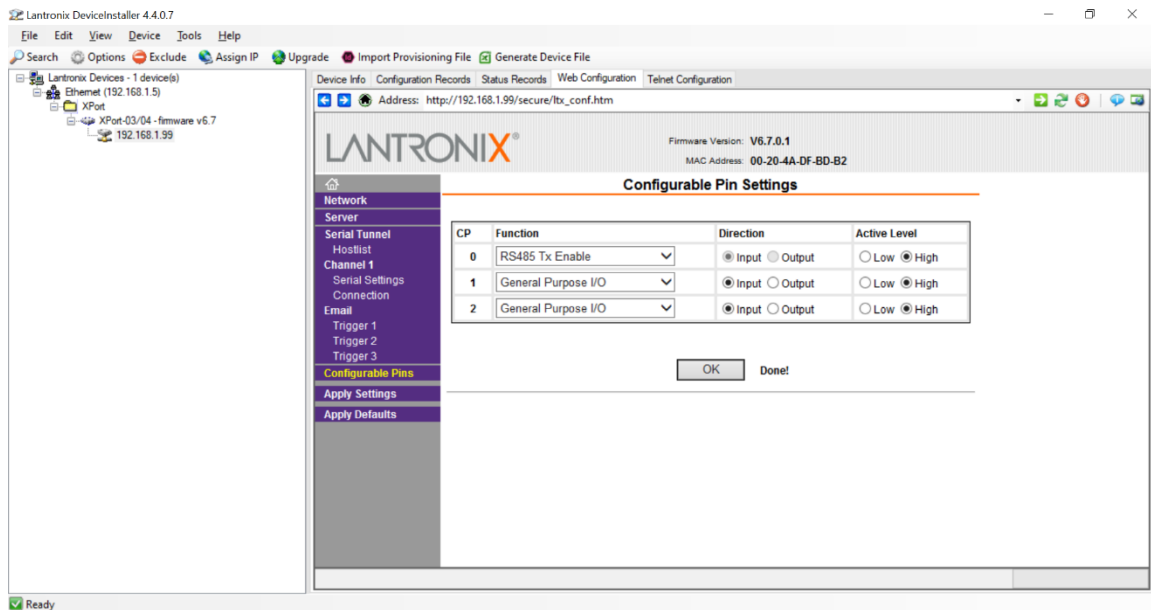 Lantronix DeviceInstaller 4.4.0.7
File Edit View Device Tools Help
Search Options Exclude Assign IP Upgrade Import Provisioning File Generate Device File
Lantronix Devices - 1 device(s)
Ethernet (192.168.1.5)
XPort
XPort-03/04 - firmware v6.7
192.168.1.99
Device Info Configuration Records Status Records Web Configuration Telnet Configuration
Address: http://192.168.1.99/secure/ltx_conf.htm
LANTRONIX®
Firmware Version: V6.7.0.1
MAC Address: 00-20-4A-DF-BD-B2
Network
Server
Serial Tunnel
Hostlist
Channel 1
Serial Settings
Connection
Email
Trigger 1
Trigger 2
Trigger 3
Configurable Pins
Apply Settings
Apply Defaults
Configurable Pin Settings
CP Function Direction Active Level
0 RS485 Tx Enable Input Output Low High
1 General Purpose I/O Input Output Low High
2 General Purpose I/O Input Output Low High
OK Done!
Ready